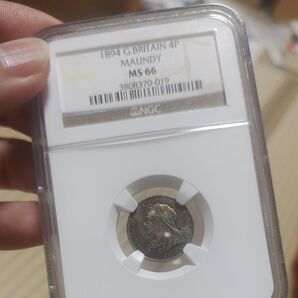 1894 G.BRITAIN 4P
MAUNDY
MS 66
3808370-019
NGC